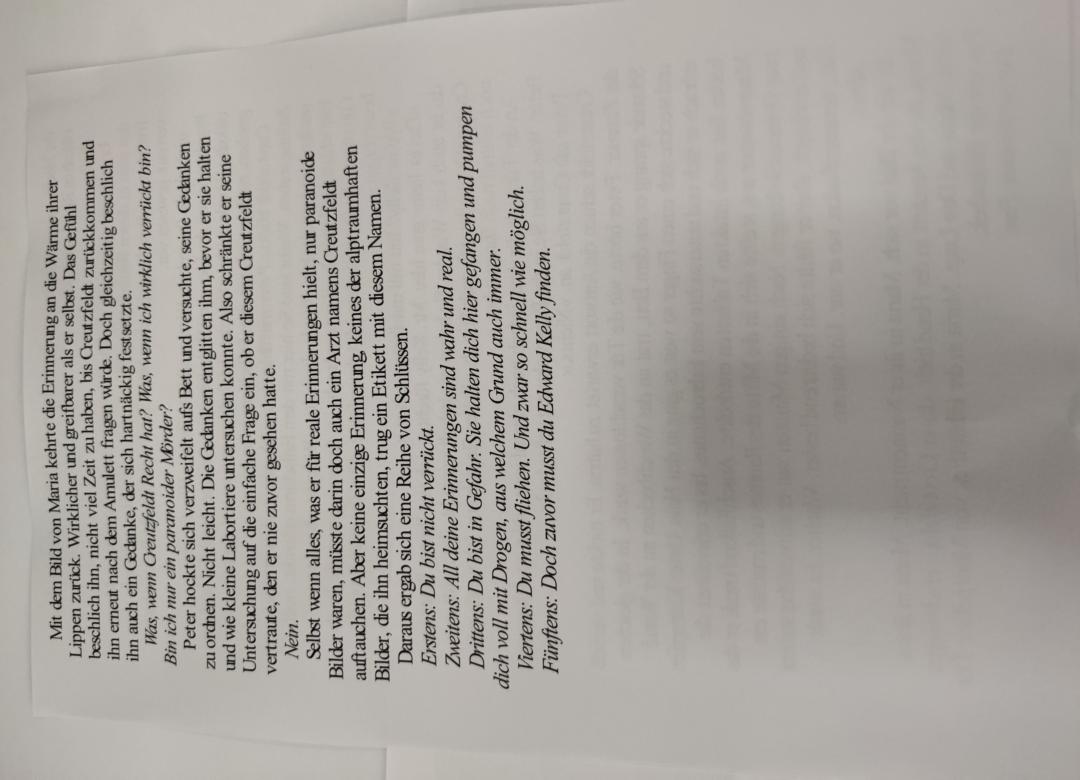 Mit dem Bild von Maria kehrte die Erinnerung an die Wärme ihrer
Lippen zurück. Wirklicher und greifbarer als er selbst. Das Gefühl
beschlich ihn, nicht viel Zeit zu haben, bis Creutzfeldt zurückkommen und
ihn erneut nach dem Amulett fragen würde. Doch gleichzeitig beschlich
ihn auch ein Gedanke, der sich hartnäckig festsetzte.
Was, wenn Creutzfeldt Recht hat? Was, wenn ich wirklich verrückt bin?
Bin ich nur ein paranoider Mörder?
Peter hockte sich verzweifelt aufs Bett und versuchte, seine Gedanken
zu ordnen. Nicht leicht. Die Gedanken entglitten ihm, bevor er sie halten
und wie kleine Labortiere untersuchen konnte. Also schränkte er seine
Untersuchung auf die einfache Frage ein, ob er diesem Creutzfeldt
vertraute, den er nie zuvor gesehen hatte.
Nein.
Selbst wenn alles, was er für reale Erinnerungen hielt, nur paranoide
Bilder waren, müsste darin doch auch ein Arzt namens Creutzfeldt
auftauchen. Aber keine einzige Erinnerung, keines der alptraumhaften
Bilder, die ihn heimsuchten, trug ein Etikett mit diesem Namen.
Daraus ergab sich eine Reihe von Schlüssen.
Erstens: Du bist nicht verrückt.
Zweitens: All deine Erinnerungen sind wahr und real.
Drittens: Du bist in Gefahr. Sie halten dich hier gefangen und pumpen
dich voll mit Drogen, aus welchem Grund auch immer.
Viertens: Du musst fliehen. Und zwar so schnell wie möglich.
Fünftens: Doch zuvor musst du Edward Kelly finden.